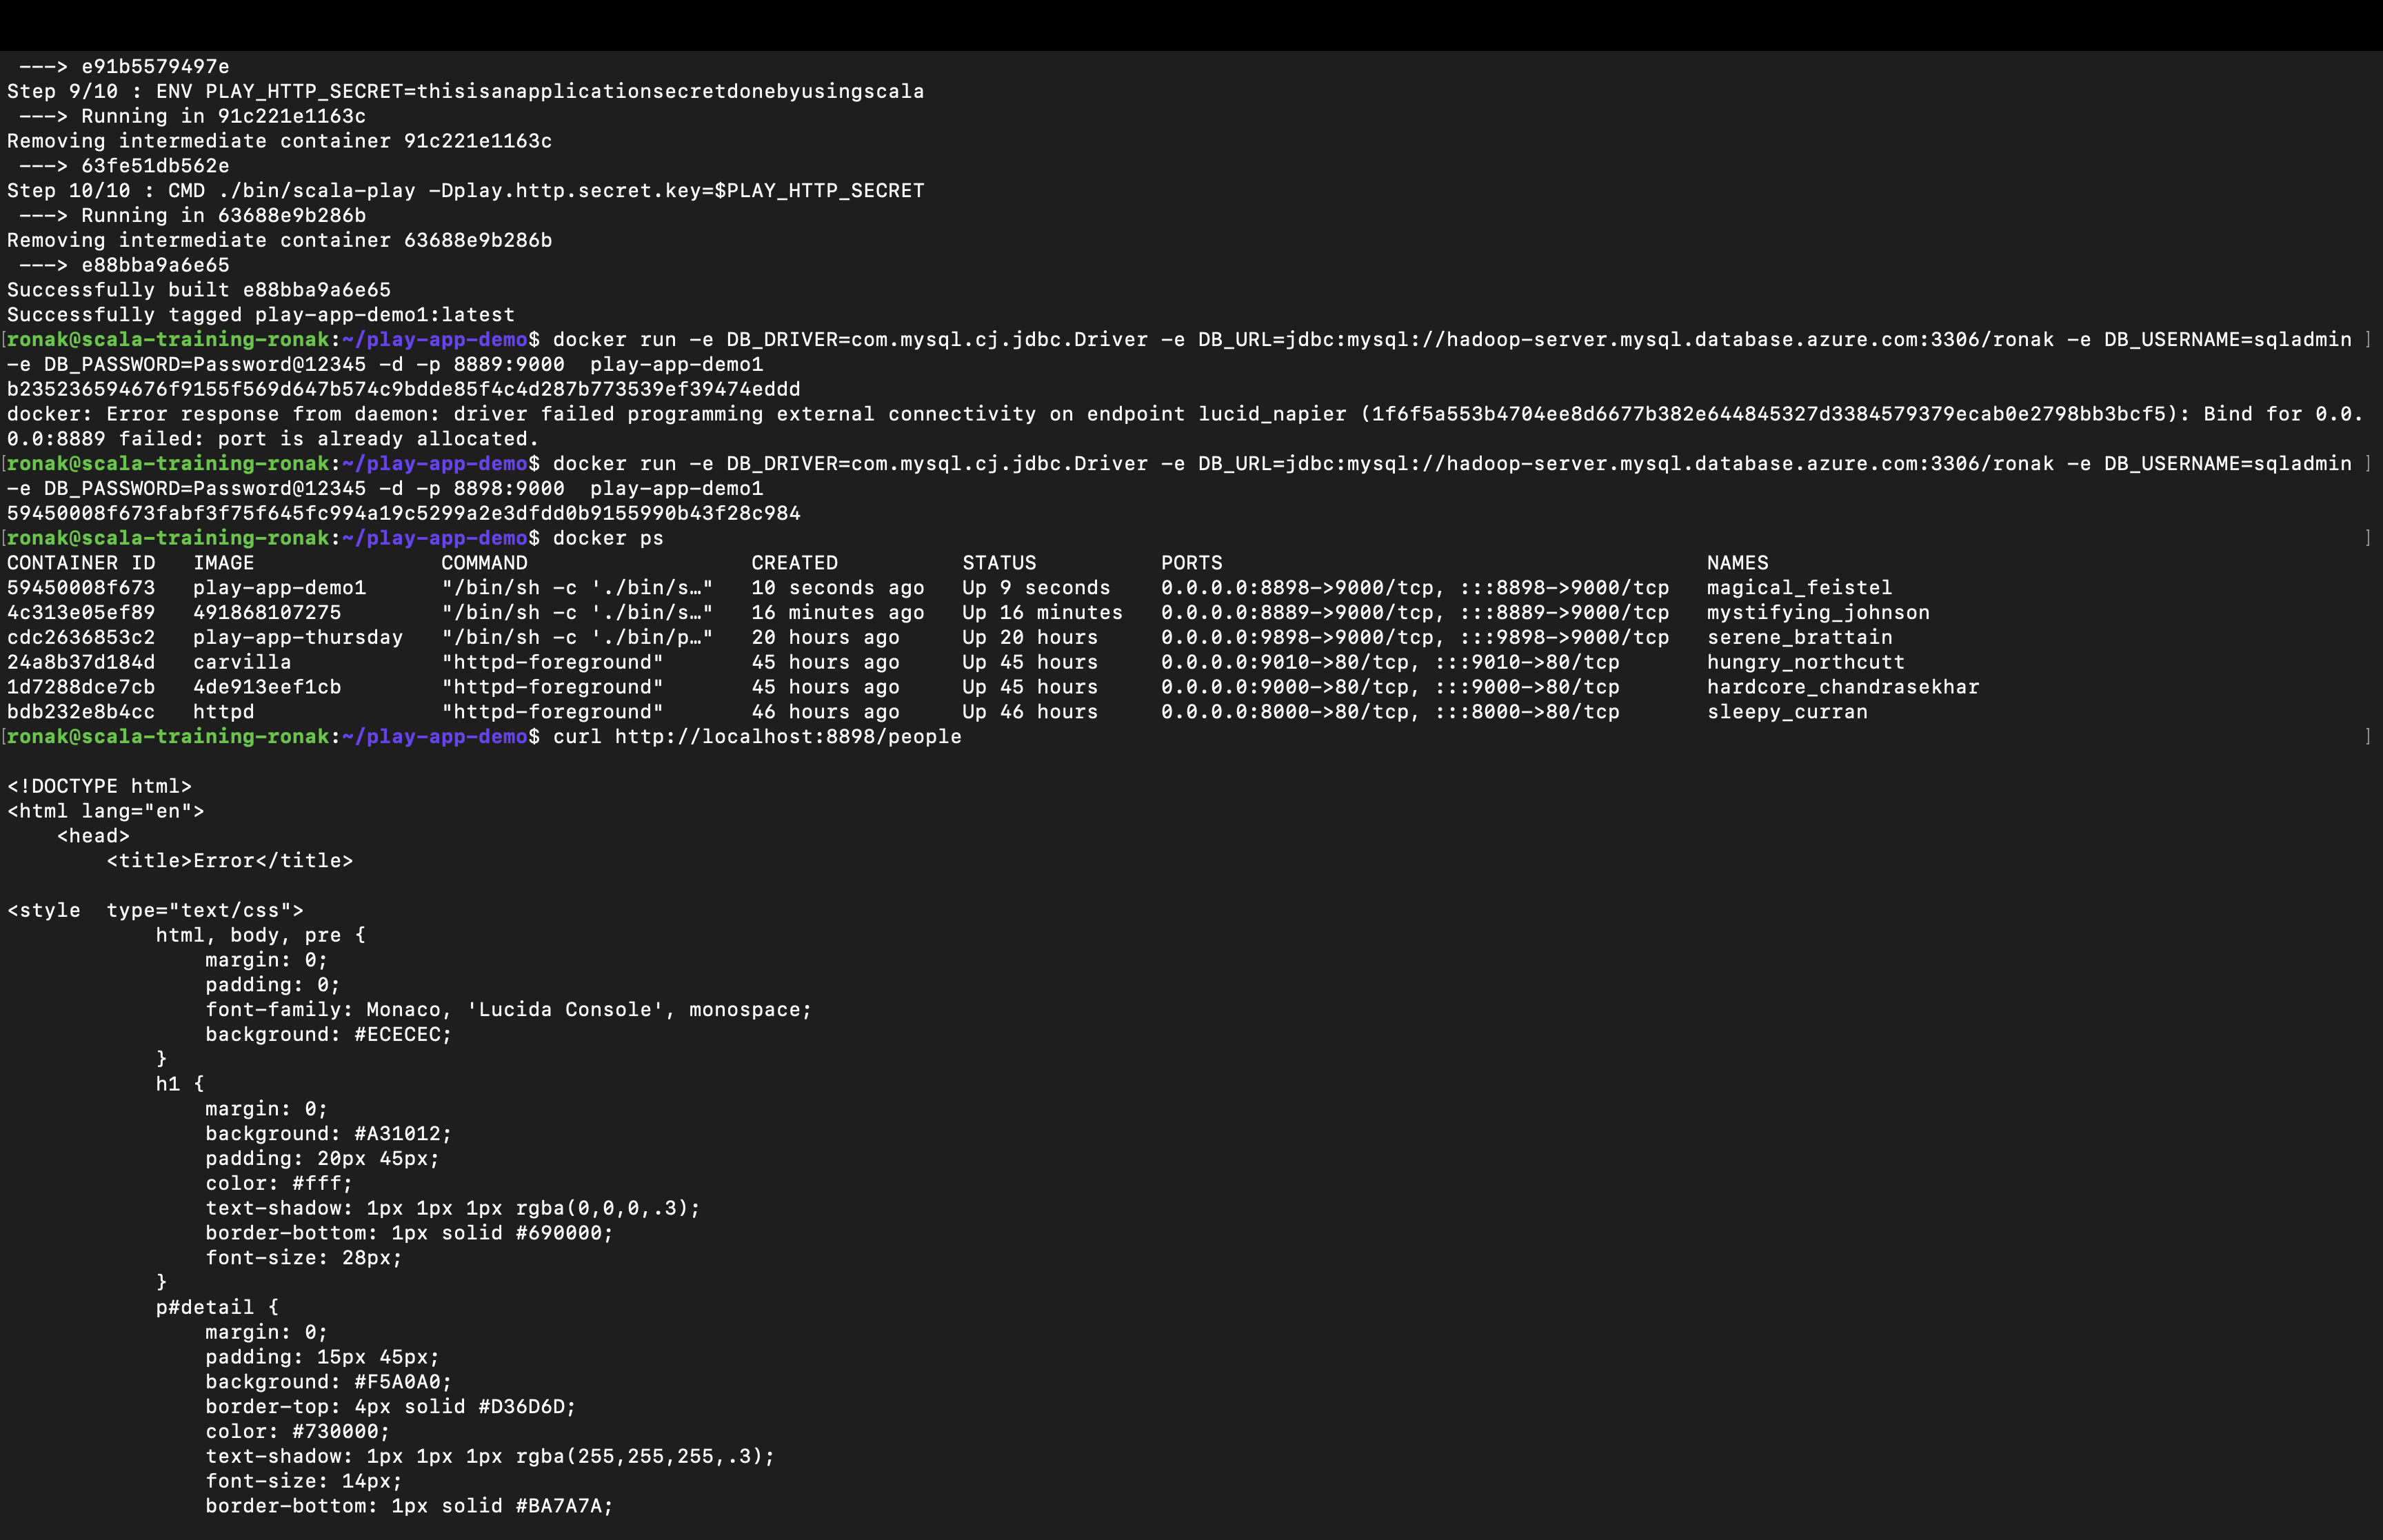 ---> e91b5579497e
Step 9/10 : ENV PLAY_HTTP_SECRET=thisisanapplicationsecretdonebyusingscala
---> Running in 91c221e1163c
Removing intermediate container 91c221e1163c
---> 63fe51db562e
Step 10/10 : CMD ./bin/scala-play -Dplay.http.secret.key=$PLAY_HTTP_SECRET
---> Running in 63688e9b286b
Removing intermediate container 63688e9b286b
---> e88bba9a6e65
Successfully built e88bba9a6e65
Successfully tagged play-app-demo1:latest
[ronak@scala-training-ronak:~/play-app-demo$ docker run -e DB_DRIVER=com.mysql.cj.jdbc.Driver -e DB_URL=jdbc:mysql://hadoop-server.mysql.database.azure.com:3306/ronak -e DB_USERNAME=sqladmin ]
-e DB_PASSWORD=Password@12345 -d -p 8889:9000  play-app-demo1
b235236594676f9155f569d647b574c9bdde85f4c4d287b773539ef39474eddd
docker: Error response from daemon: driver failed programming external connectivity on endpoint lucid_napier (1f6f5a553b4704ee8d6677b382e644845327d3384579379ecab0e2798bb3bcf5): Bind for 0.0.
0.0:8889 failed: port is already allocated.
[ronak@scala-training-ronak:~/play-app-demo$ docker run -e DB_DRIVER=com.mysql.cj.jdbc.Driver -e DB_URL=jdbc:mysql://hadoop-server.mysql.database.azure.com:3306/ronak -e DB_USERNAME=sqladmin ]
-e DB_PASSWORD=Password@12345 -d -p 8898:9000  play-app-demo1
59450008f673fabf3f75f645fc994a19c5299a2e3dfdd0b9155990b43f28c984
[ronak@scala-training-ronak:~/play-app-demo$ docker ps ]
CONTAINER ID   IMAGE               COMMAND                  CREATED          STATUS          PORTS                                       NAMES
59450008f673   play-app-demo1      "/bin/sh -c './bin/s…"   10 seconds ago   Up 9 seconds    0.0.0.0:8898->9000/tcp, :::8898->9000/tcp   magical_feistel
4c313e05ef89   491868107275        "/bin/sh -c './bin/s…"   16 minutes ago   Up 16 minutes   0.0.0.0:8889->9000/tcp, :::8889->9000/tcp   mystifying_johnson
cdc2636853c2   play-app-thursday   "/bin/sh -c './bin/p…"   20 hours ago     Up 20 hours     0.0.0.0:9898->9000/tcp, :::9898->9000/tcp   serene_brattain
24a8b37d184d   carvilla            "httpd-foreground"       45 hours ago     Up 45 hours     0.0.0.0:9010->80/tcp, :::9010->80/tcp       hungry_northcutt
1d7288dce7cb   4de913eef1cb        "httpd-foreground"       45 hours ago     Up 45 hours     0.0.0.0:9000->80/tcp, :::9000->80/tcp       hardcore_chandrasekhar
bdb232e8b4cc   httpd               "httpd-foreground"       46 hours ago     Up 46 hours     0.0.0.0:8000->80/tcp, :::8000->80/tcp       sleepy_curran
[ronak@scala-training-ronak:~/play-app-demo$ curl http://localhost:8898/people ]
<!DOCTYPE html>
<html lang="en">
    <head>
        <title>Error</title>
<style  type="text/css">
            html, body, pre {
                margin: 0;
                padding: 0;
                font-family: Monaco, 'Lucida Console', monospace;
                background: #ECECEC;
            }
            h1 {
                margin: 0;
                background: #A31012;
                padding: 20px 45px;
                color: #fff;
                text-shadow: 1px 1px 1px rgba(0,0,0,.3);
                border-bottom: 1px solid #690000;
                font-size: 28px;
            }
            p#detail {
                margin: 0;
                padding: 15px 45px;
                background: #F5A0A0;
                border-top: 4px solid #D36D6D;
                color: #730000;
                text-shadow: 1px 1px 1px rgba(255,255,255,.3);
                font-size: 14px;
                border-bottom: 1px solid #BA7A7A;